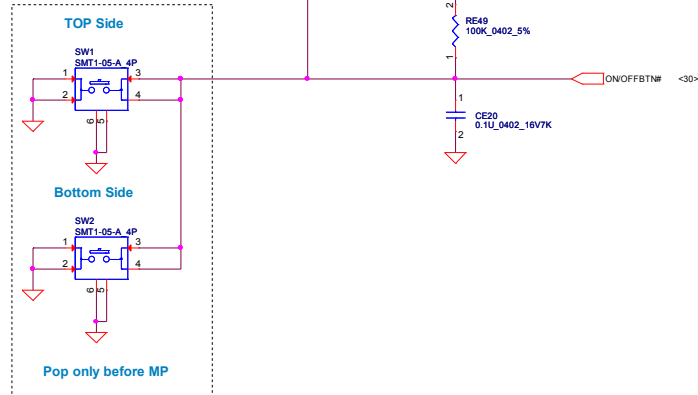 TOP Side
SW1
SMT1-05-A_4P
1
3
2
4
6
5
Bottom Side
SW2
SMT1-05-A_4P
1
3
2
4
6
5
Pop only before MP
2
RE49
100K_0402_5%
1
ON/OFFBTN# <30>
1
CE20
0.1U_0402_16V7K
2